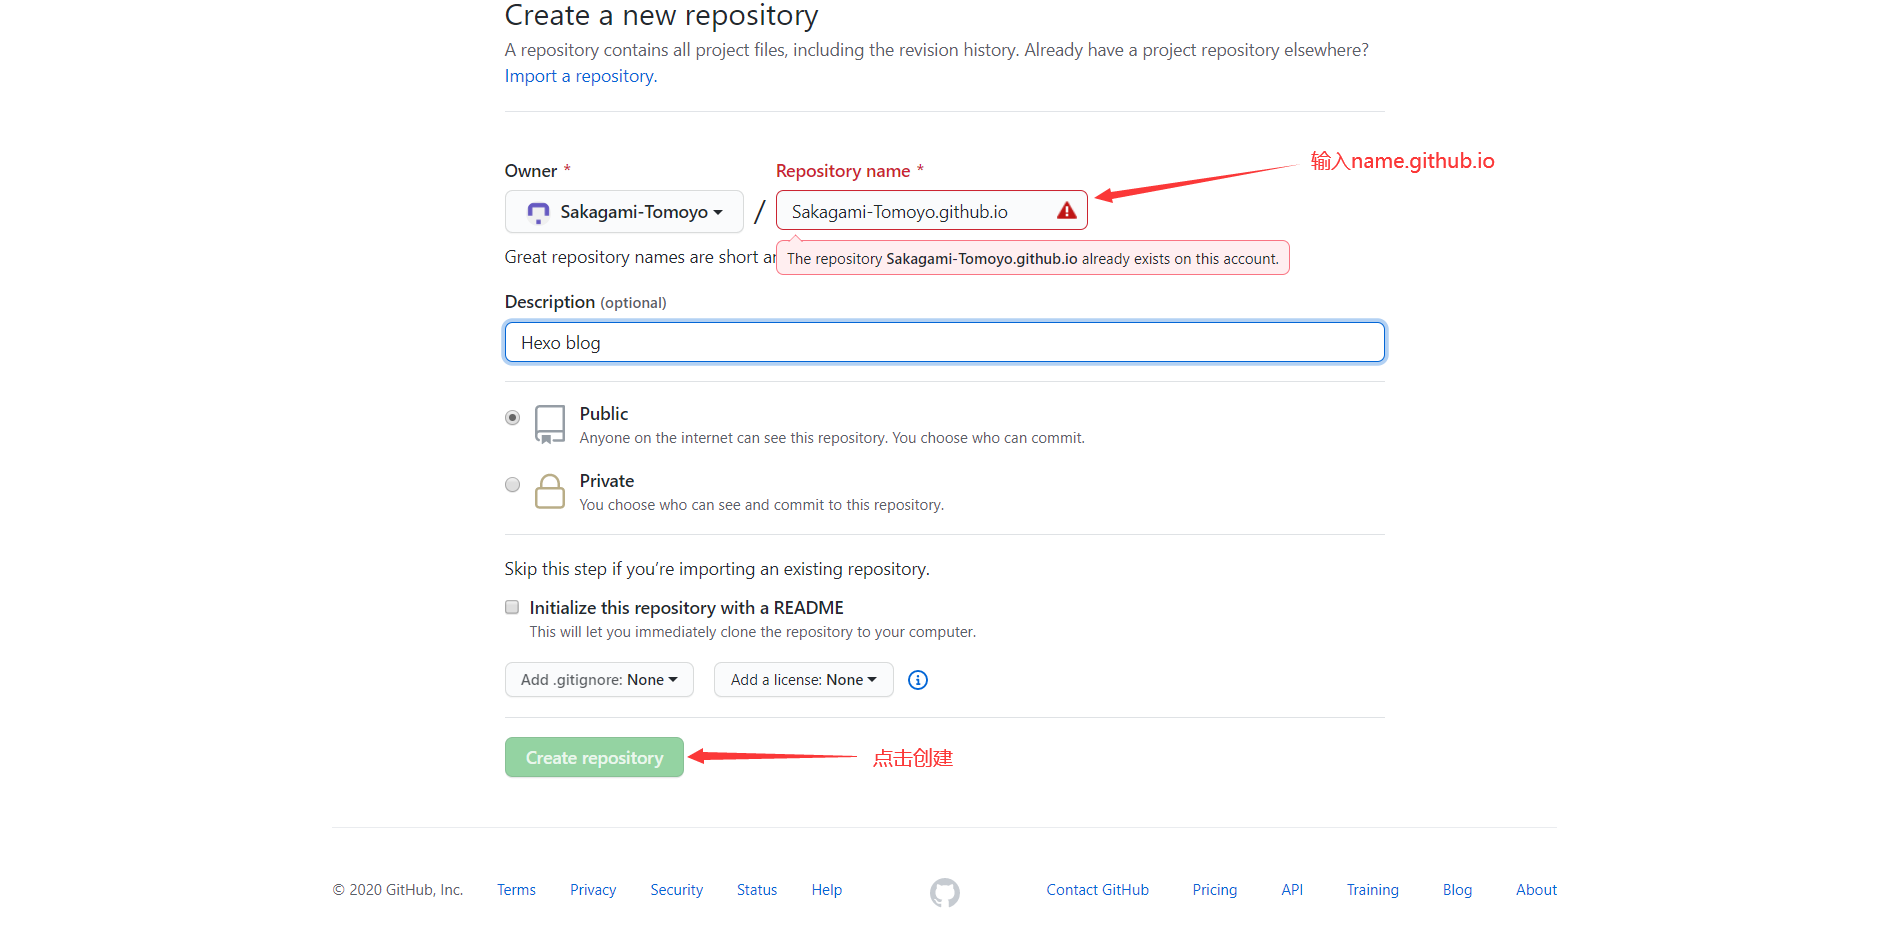 Create a new repository
A repository contains all project files, including the revision history. Already have a project repository elsewhere?
Import a repository.
Owner *
Repository name *
输入name.github.io
Sakagami-Tomoyo
/
Sakagami-Tomoyo.github.io
Great repository names are short ar
The repository Sakagami-Tomoyo.github.io already exists on this account.
Description (optional)
Hexo blog
Public
Anyone on the internet can see this repository. You choose who can commit.
Private
You choose who can see and commit to this repository.
Skip this step if you’re importing an existing repository.
Initialize this repository with a README
This will let you immediately clone the repository to your computer.
Add .gitignore: None
Add a license: None
Create repository
点击创建
© 2020 GitHub, Inc. Terms Privacy Security Status Help Contact GitHub Pricing API Training Blog About